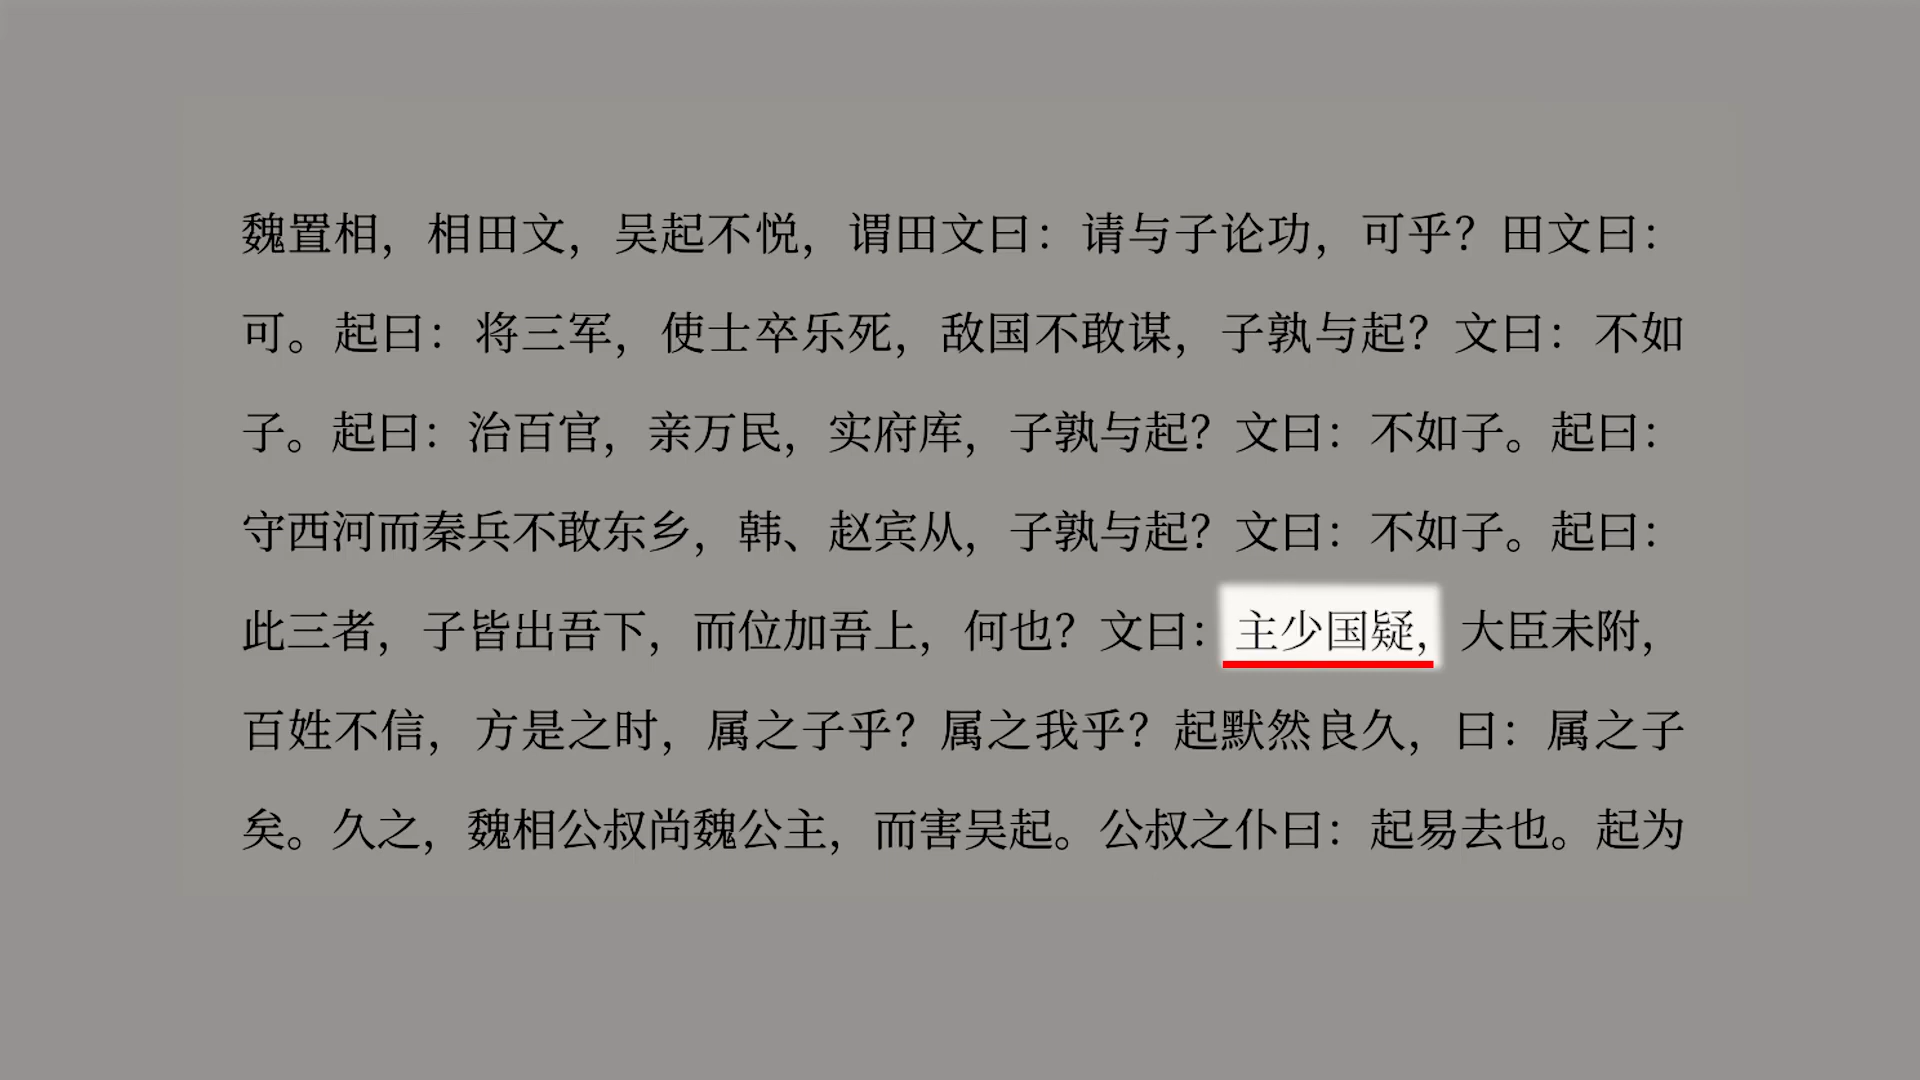 魏置相，相田文，吴起不悦，谓田文曰：请与子论功，可乎？田文曰：
可。起曰：将三军，使士卒乐死，敌国不敢谋，子孰与起？文曰：不如
子。起曰：治百官，亲万民，实府库，子孰与起？文曰：不如子。起曰：
守西河而秦兵不敢东乡，韩、赵宾从，子孰与起？文曰：不如子。起曰：
此三者，子皆出吾下，而位加吾上，何也？文曰：主少国疑，大臣未附，
百姓不信，方是之时，属之子乎？属之我乎？起默然良久，曰：属之子
矣。久之，魏相公叔尚魏公主，而害吴起。公叔之仆曰：起易去也。起为